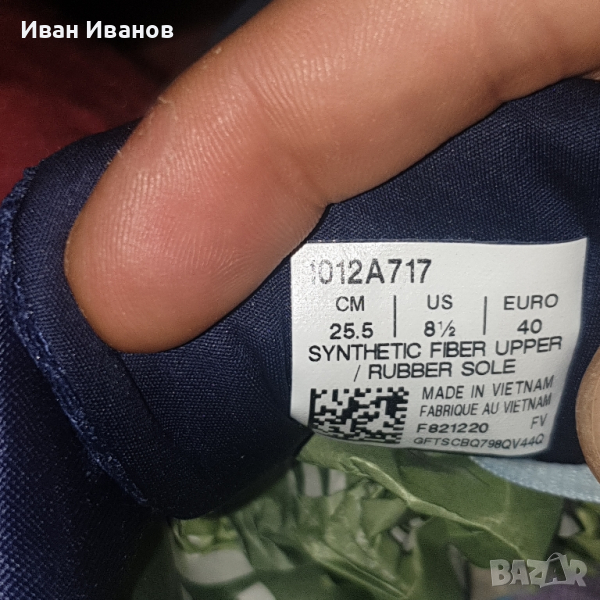 Иван Иванов
1012A717
CM | US | EURO
25.5 | 8½ | 40
SYNTHETIC FIBER UPPER
/ RUBBER SOLE
MADE IN VIETNAM
FABRIQUE AU VIETNAM
F821220 FV
GFTSCBQ798QV44Q
BAZAR